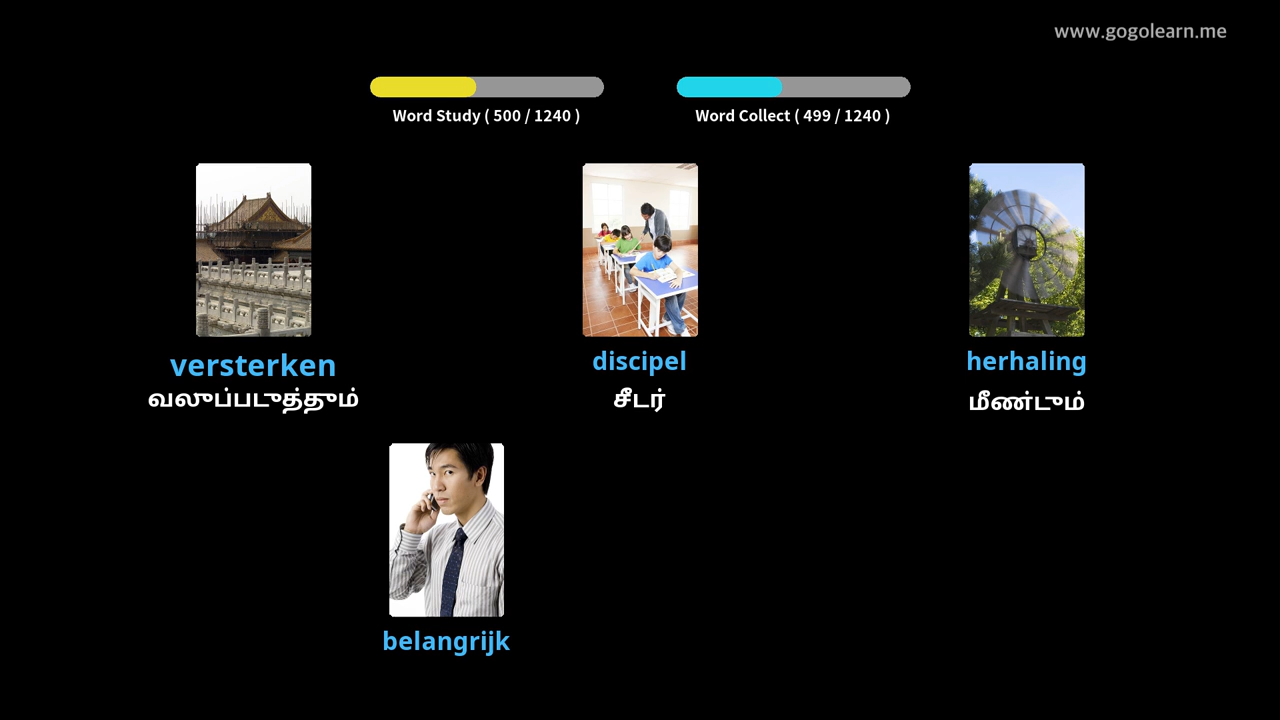 www.gogolearn.me
Word Study ( 500 / 1240 )
Word Collect ( 499 / 1240 )
versterken
வலுப்படுத்தும்
discipel
சீடர்
herhaling
மீண்டும்
belangrijk